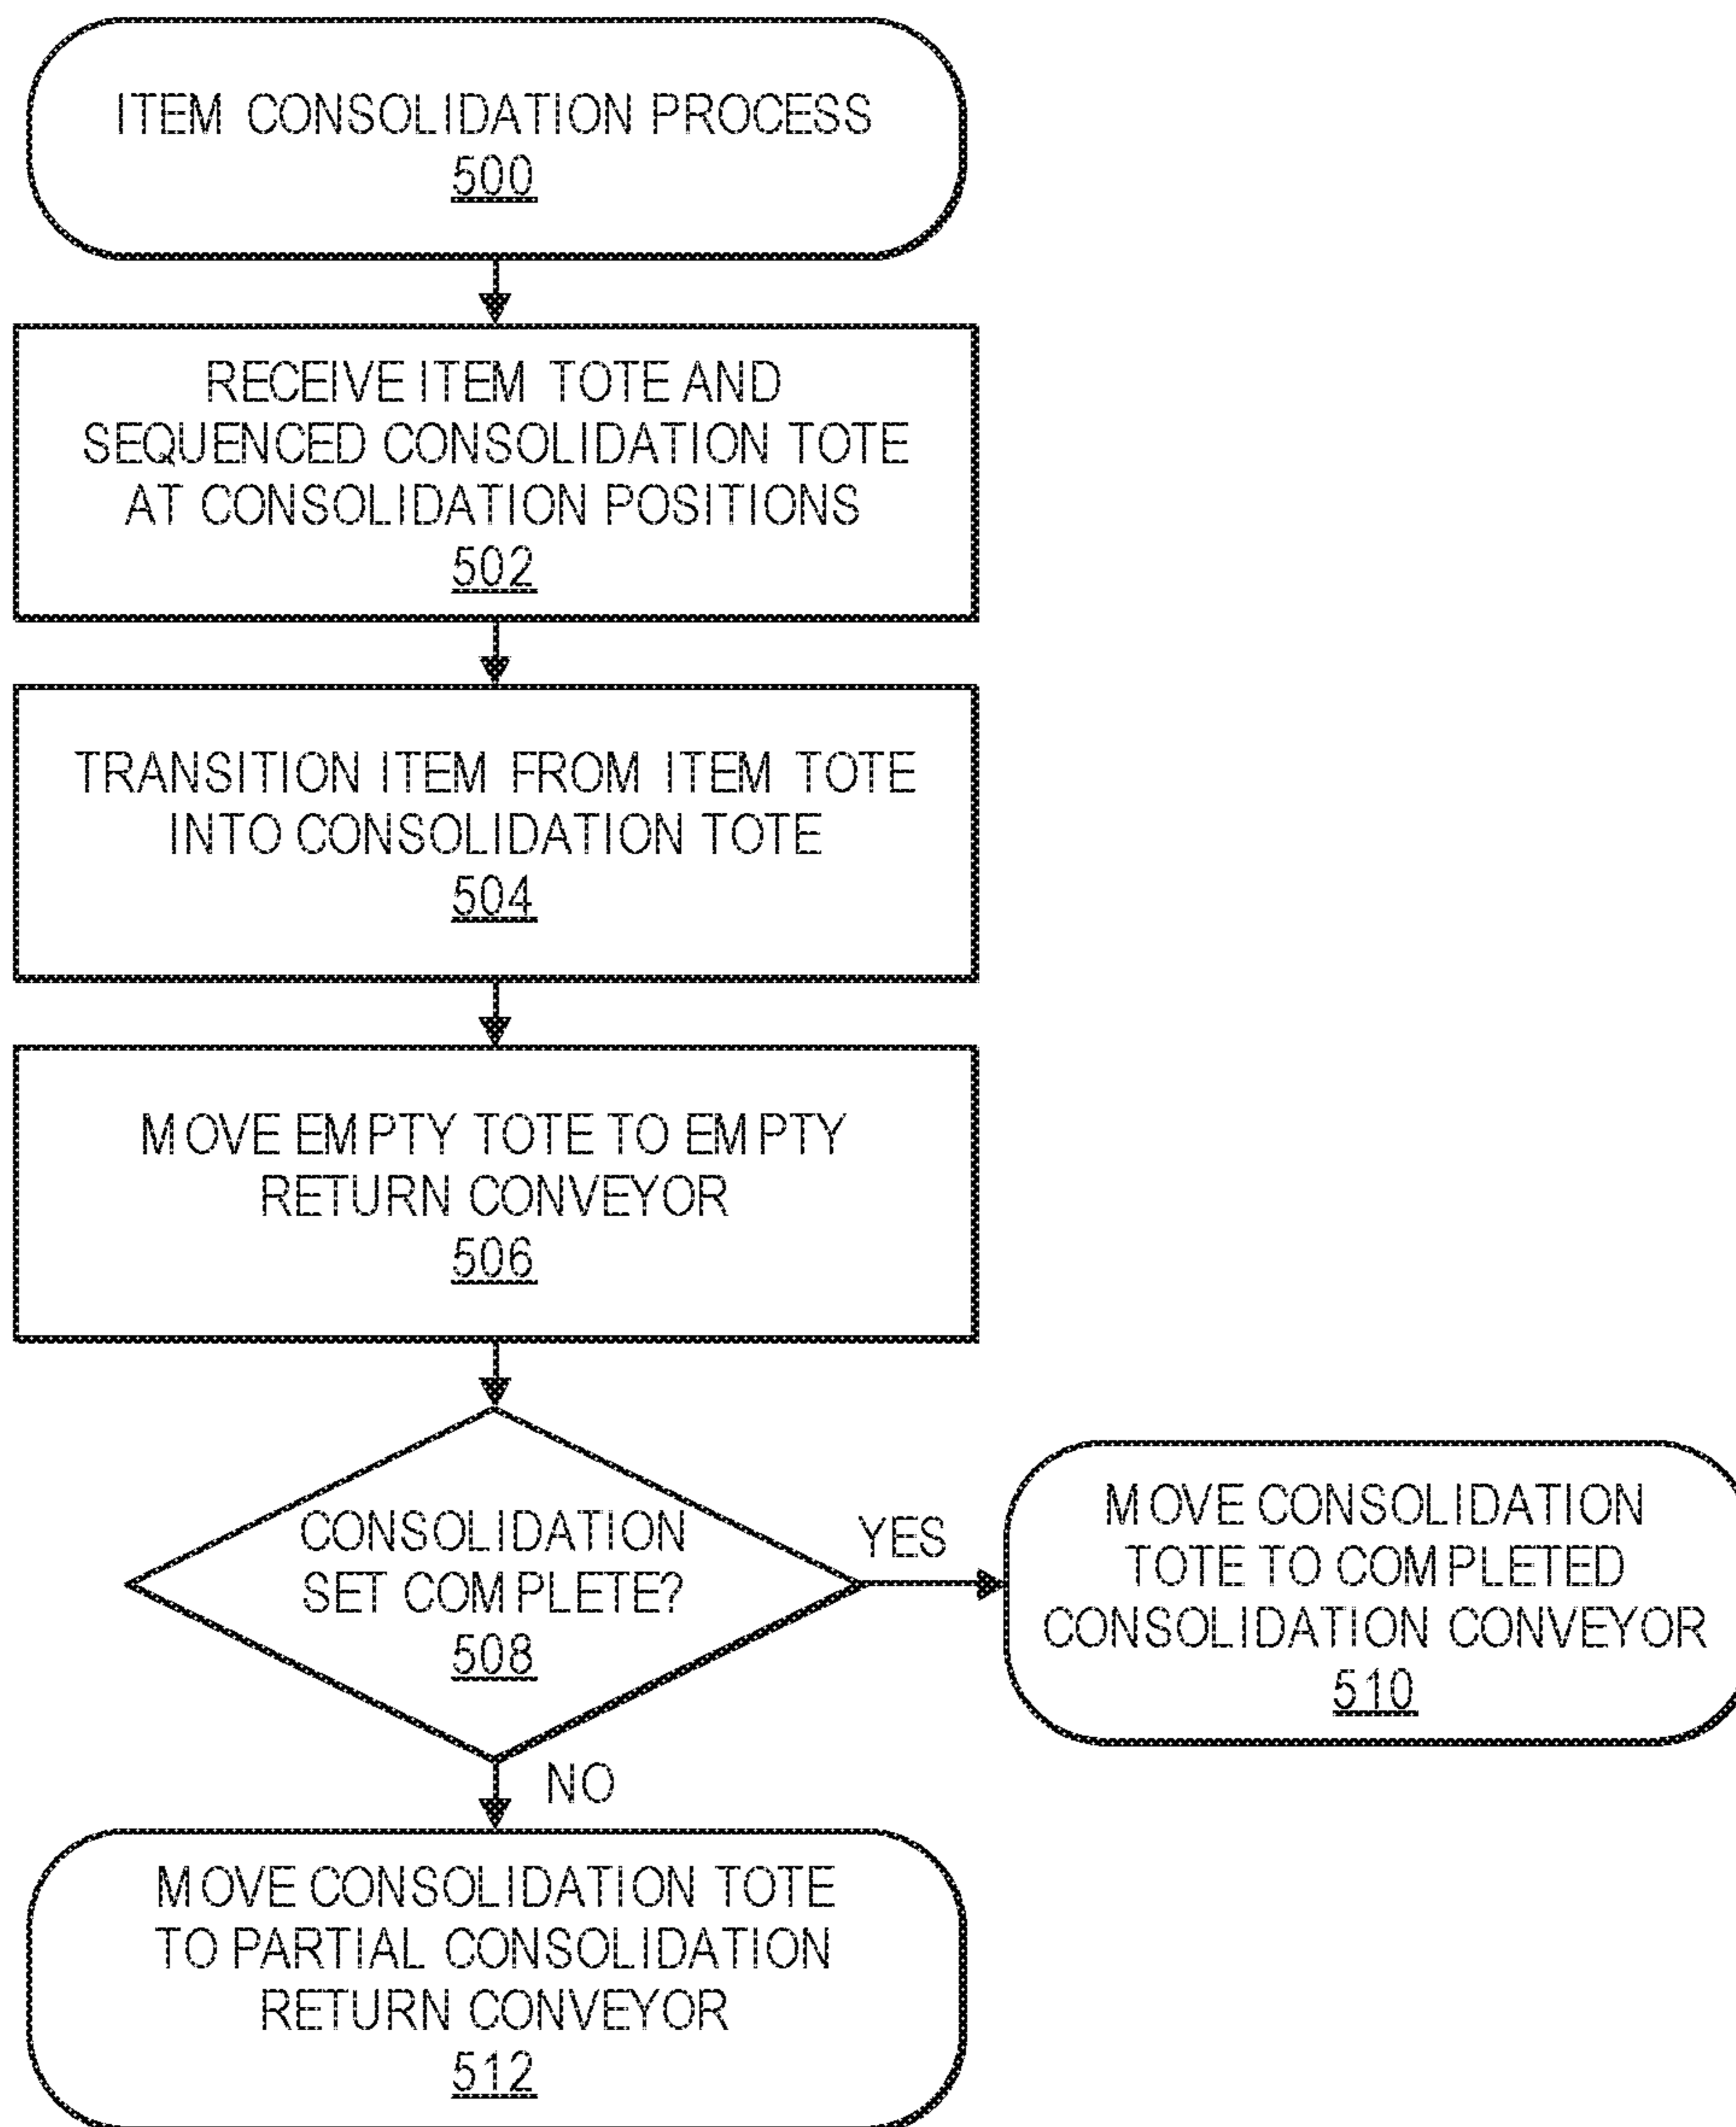 ITEM CONSOLIDATION PROCESS
500
RECEIVE ITEM TOTE AND
SEQUENCED CONSOLIDATION TOTE
AT CONSOLIDATION POSITIONS
502
TRANSITION ITEM FROM ITEM TOTE
INTO CONSOLIDATION TOTE
504
MOVE EMPTY TOTE TO EMPTY
RETURN CONVEYOR
506
CONSOLIDATION
SET COMPLETE?
508
YES
MOVE CONSOLIDATION
TOTE TO COMPLETED
CONSOLIDATION CONVEYOR
510
NO
MOVE CONSOLIDATION TOTE
TO PARTIAL CONSOLIDATION
RETURN CONVEYOR
512